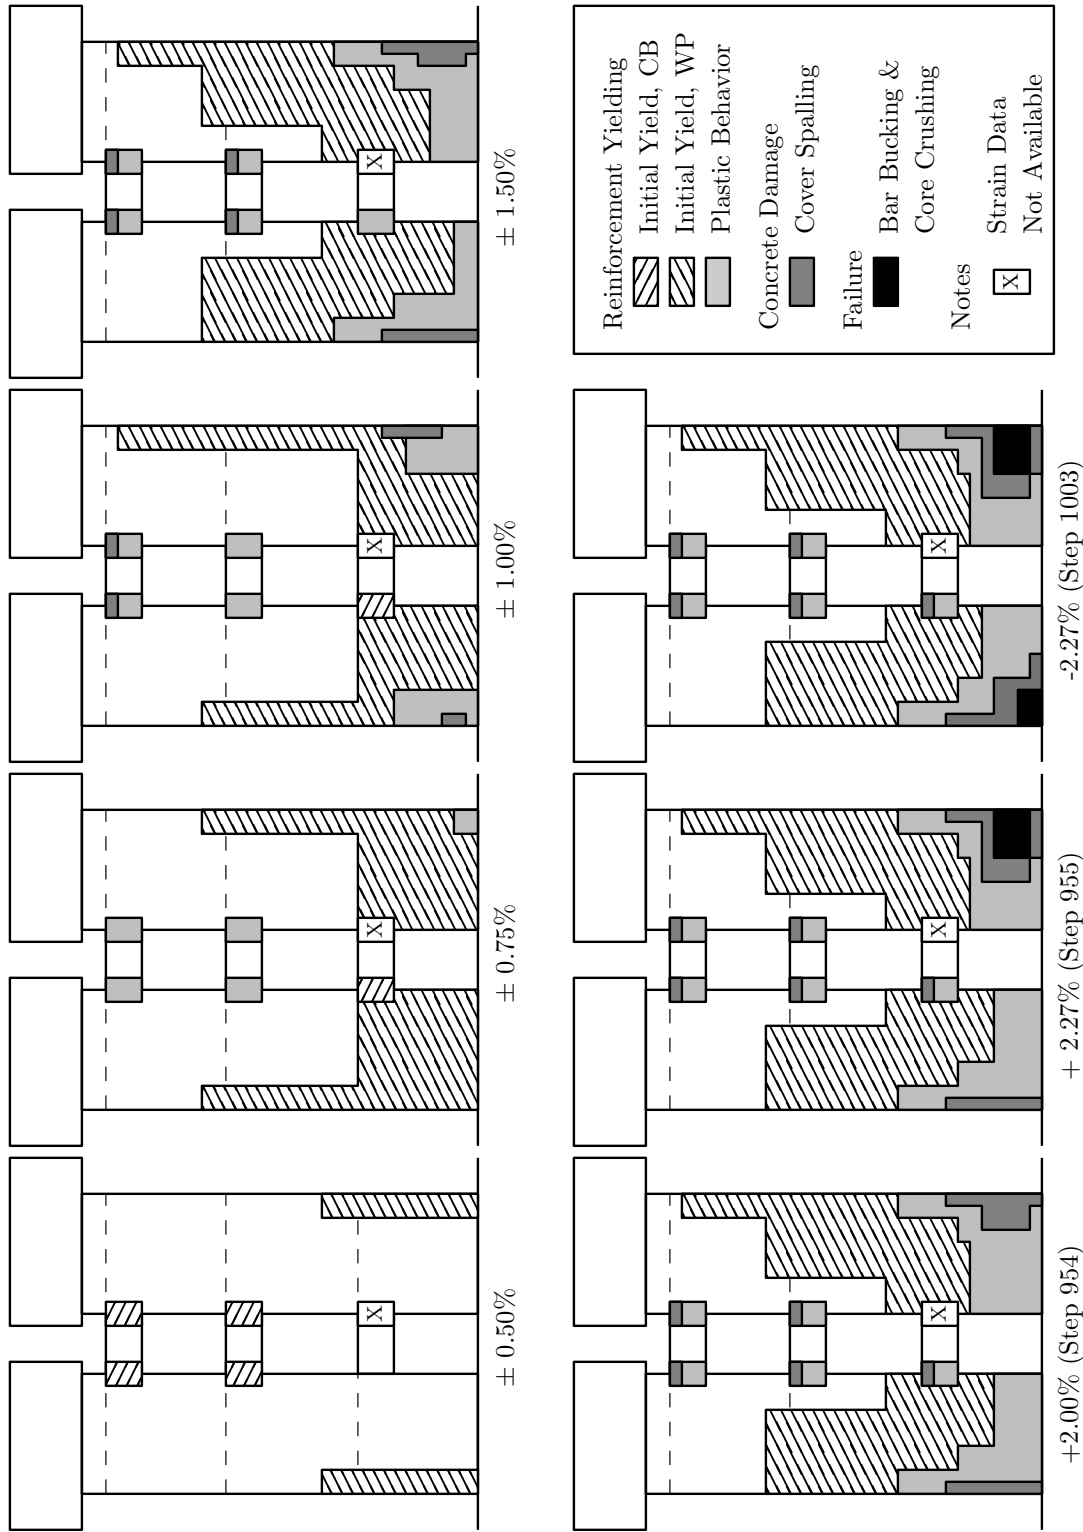 X
± 0.50%
X
± 0.75%
X
± 1.00%
X
± 1.50%
X
+2.00% (Step 954)
X
+ 2.27% (Step 955)
X
-2.27% (Step 1003)
Reinforcement Yielding
Initial Yield, CB
Initial Yield, WP
Plastic Behavior
Concrete Damage
Cover Spalling
Failure
Bar Bucking &
Core Crushing
Notes
X
Strain Data
Not Available